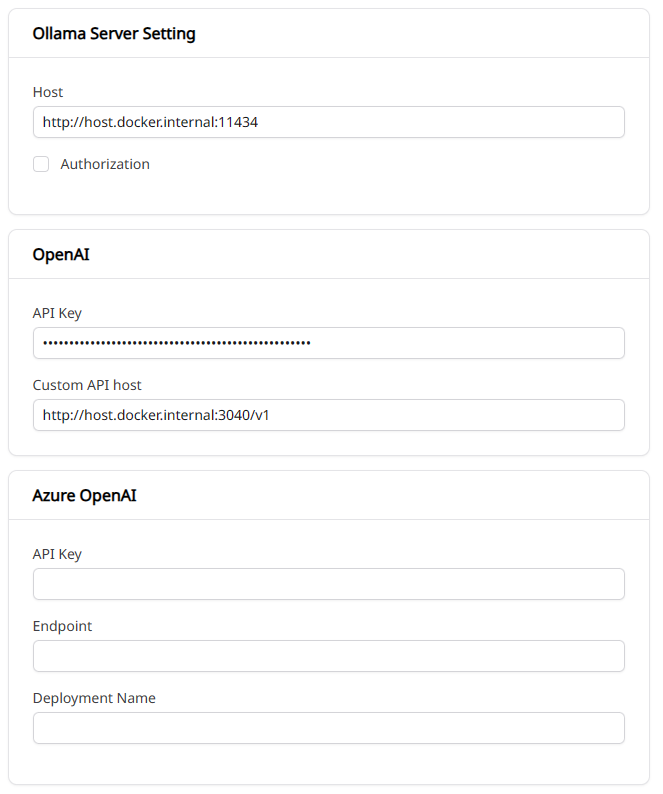 Ollama Server Setting
Host
http://host.docker.internal:11434
Authorization
OpenAI
API Key
•••••••••••••••••••••••••••••••••••••••••••••••••••
Custom API host
http://host.docker.internal:3040/v1
Azure OpenAI
API Key
Endpoint
Deployment Name